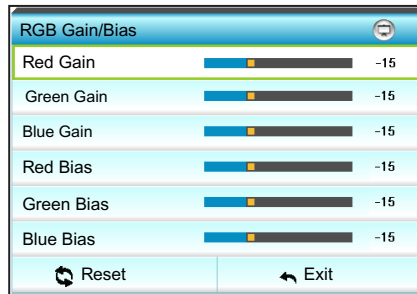 RGB Gain/Bias
Red Gain -15
Green Gain -15
Blue Gain -15
Red Bias -15
Green Bias -15
Blue Bias -15
Reset Exit